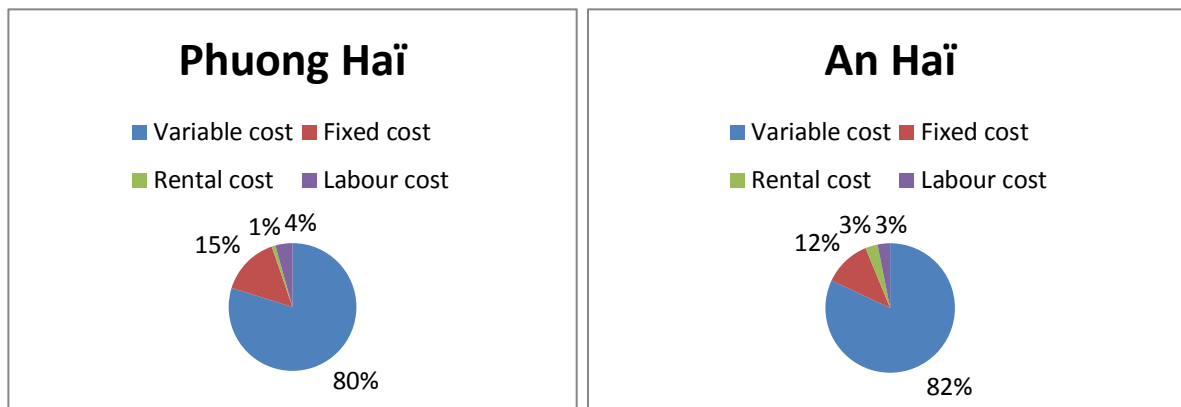 Phuong Haï
Variable cost Fixed cost
Rental cost Labour cost
1% 4%
15%
80%
An Haï
Variable cost Fixed cost
Rental cost Labour cost
3% 3%
12%
82%